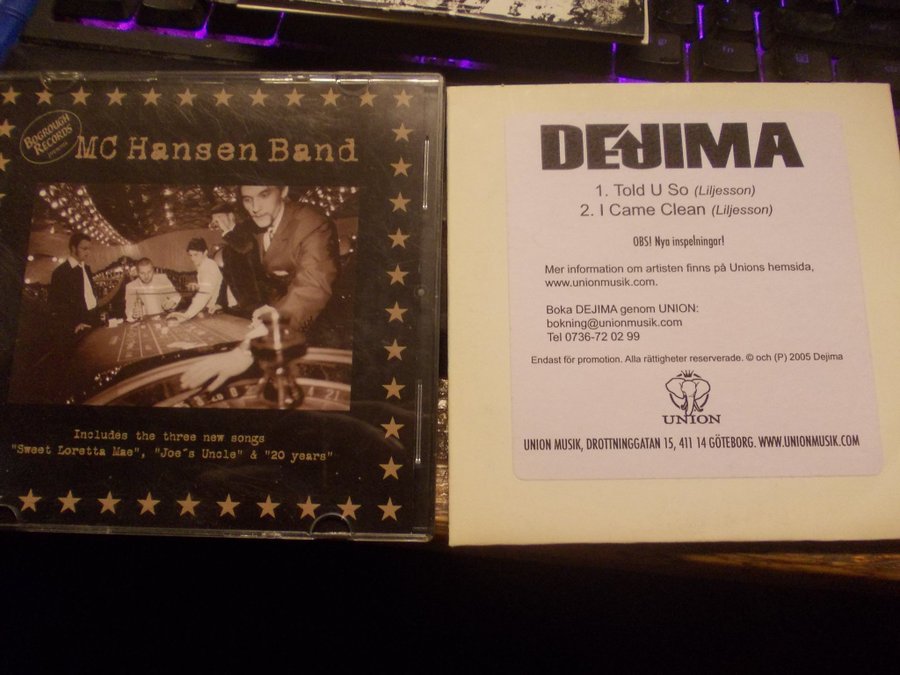 BOGROUGH
RECORDS
MC Hansen Band
Includes the three new songs
"Sweet Loretta Mae", "Joe´s Uncle" & "20 years"
DEJIMA
1. Told U So (Liljesson)
2. I Came Clean (Liljesson)
OBS! Nya inspelningar!
Mer information om artisten finns på Unions hemsida,
www.unionmusik.com.
Boka DEJIMA genom UNION:
bokning@unionmusik.com
Tel 0736-72 02 99
Endast för promotion. Alla rättigheter reserverade. © och (P) 2005 Dejima
UNION
UNION MUSIK, DROTTNINGGATAN 15, 411 14 GÖTEBORG. WWW.UNIONMUSIK.COM